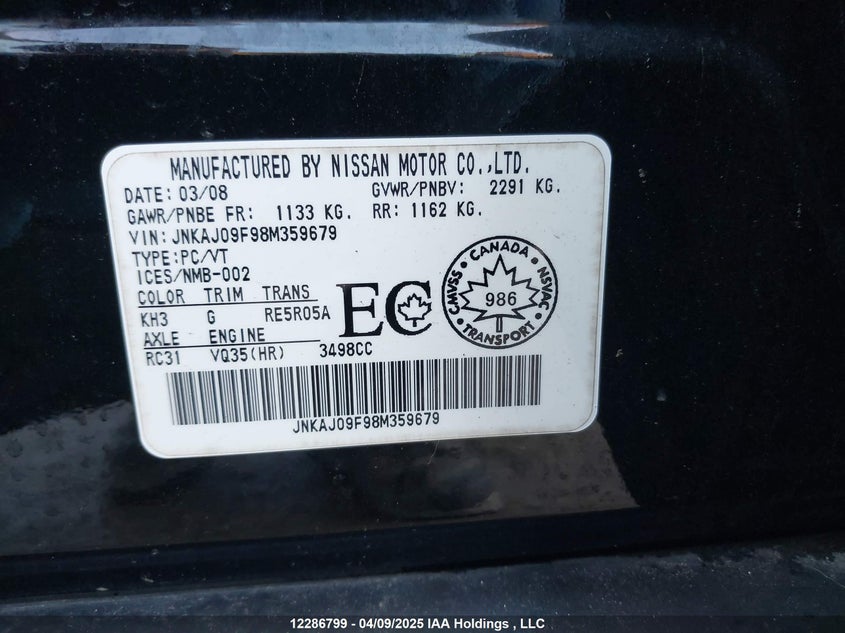 MANUFACTURED BY NISSAN MOTOR CO.,LTD.
DATE: 03/08 GVWR/PNBV: 2291 KG.
GAWR/PNBE FR: 1133 KG. RR: 1162 KG.
VIN: JNKAJ09F98M359679
TYPE:PC/VT
ICES/NMB-002
COLOR TRIM TRANS
KH3 G RE5R05A
AXLE ENGINE
RC31 VQ35(HR) 3498CC
EC
CANADA
CMVSS
986
NSVAC
TRANSPORT
JNKAJ09F98M359679
12286799 - 04/09/2025 IAA Holdings , LLC